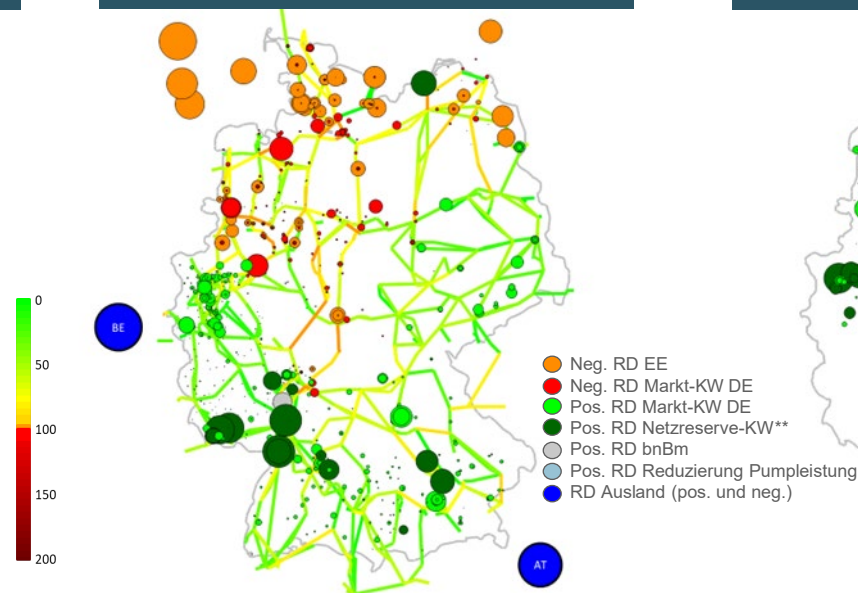 0
50
100
150
200
BE
Neg. RD EE
Neg. RD Markt-KW DE
Pos. RD Markt-KW DE
Pos. RD Netzreserve-KW**
Pos. RD bnBm
Pos. RD Reduzierung Pumpleistung
RD Ausland (pos. und neg.)
AT